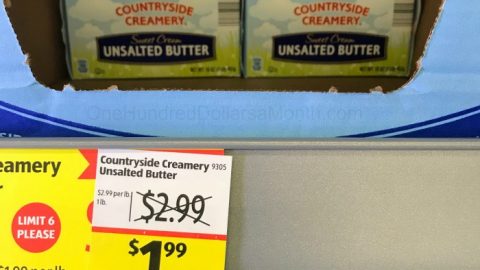 COUNTRYSIDE
CREAMERY.
Sweet Cream
UNSALTED BUTTER
COUNTRYSIDE
CREAMERY.
Sweet Cream
UNSALTED BUTTER
OneHundredDollarsaMonth.com
eamery
r
LIMIT 6
PLEASE
Countryside Creamery 9305
Unsalted Butter
$2.99 per lb.
1 lb.
$2.99
$1.99